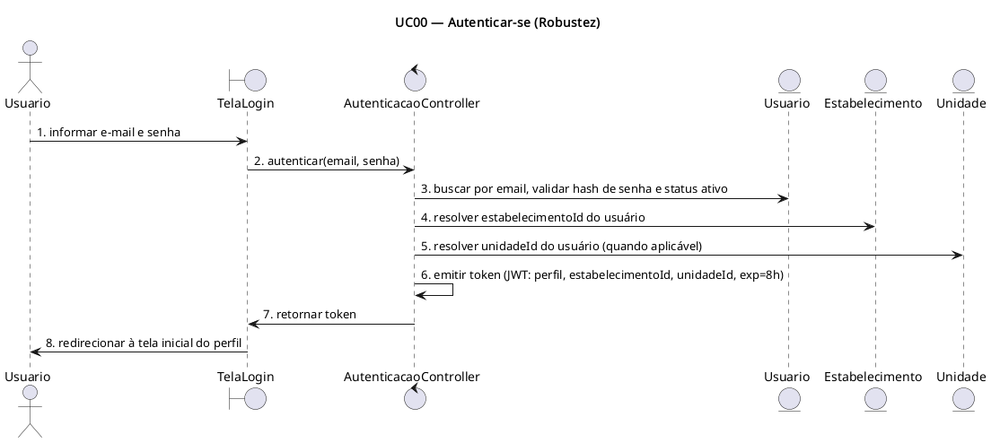 UC00 — Autenticar-se (Robustez)
Usuario TelaLogin AutenticacaoController Usuario Estabelecimento Unidade
1. informar e-mail e senha
2. autenticar(email, senha)
3. buscar por email, validar hash de senha e status ativo
4. resolver estabelecimentoId do usuário
5. resolver unidadeId do usuário (quando aplicável)
6. emitir token (JWT: perfil, estabelecimentoId, unidadeId, exp=8h)
7. retornar token
8. redirecionar à tela inicial do perfil
Usuario TelaLogin AutenticacaoController Usuario Estabelecimento Unidade